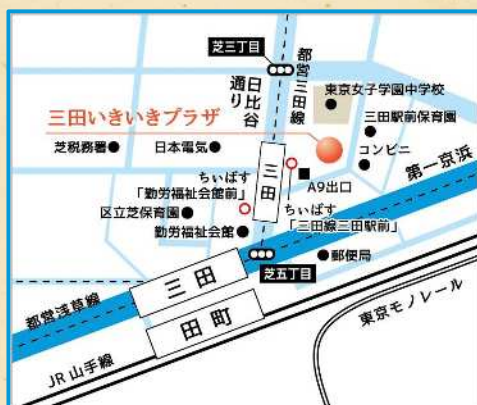 芝三丁目
都営三田線
日比谷通り
東京女子学園中学校
三田いきいきプラザ
三田駅前保育園
芝税務署
日本電気
コンビニ
三田
A9出口
第一京浜
ちぃばす
「勤労福祉会館前」
ちぃばす
「三田線三田駅前」
区立芝保育園
勤労福祉会館
芝五丁目
郵便局
三田
都営浅草線
田町
東京モノレール
JR山手線